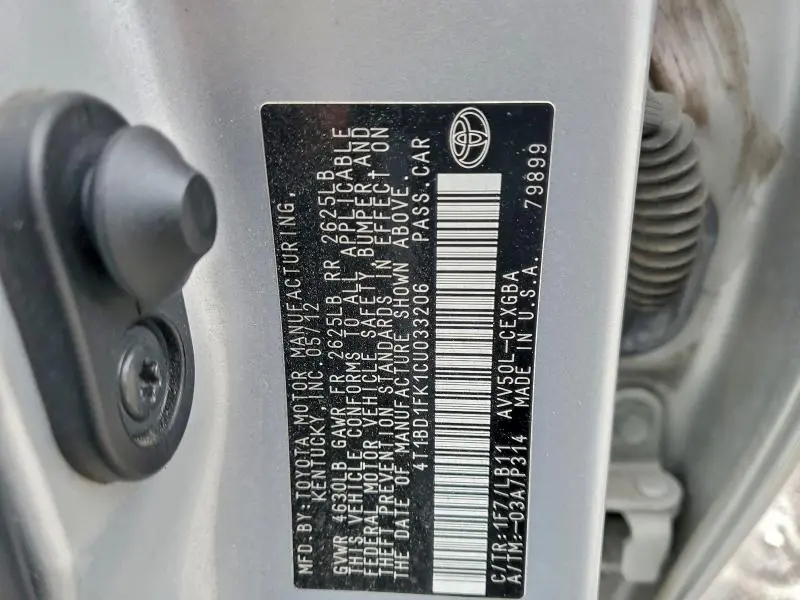 MFD.BY:TOYOTA MOTOR MANUFACTURING,
KENTUCKY, INC. 05/12
GVWR 4630LB GAWR FR 2625LB RR 2625LB
THIS VEHICLE CONFORMS TO ALL APPLICABLE
FEDERAL MOTOR VEHICLE SAFETY, BUMPER, AND
THEFT PREVENTION STANDARDS IN EFFECT ON
THE DATE OF MANUFACTURE SHOWN ABOVE.
4T1BD1FK1CU033206 PASS.CAR
C/TR:1F7/LB11 AVV50L-CEXGBA
A/TM:-03A/P314 MADE IN U.S.A. 79899